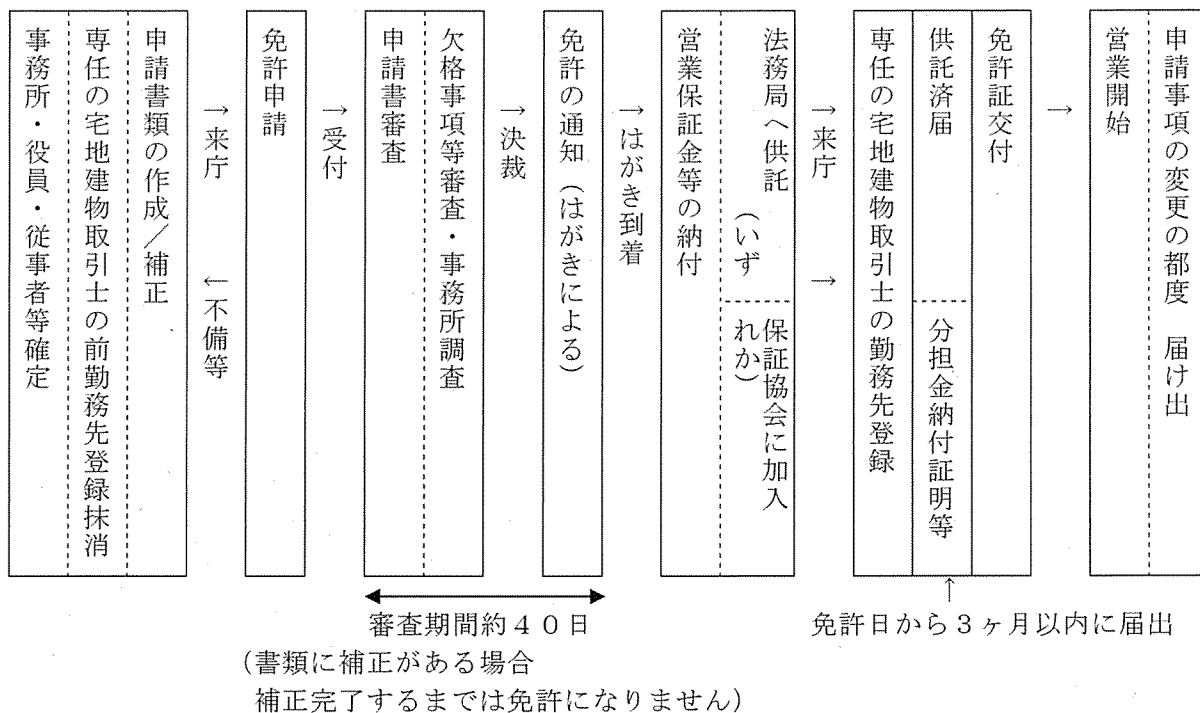 事務所・役員・従事者等確定
専任の宅地建物取引士の前勤務先登録抹消
申請書類の作成／補正
→来庁
←不備等
免許申請
→受付
申請書審査
欠格事項等審査・事務所調査
→決裁
免許の通知（はがきによる）
→はがき到着
営業保証金等の納付
法務局へ供託
（いず
保証協会に加入
れか）
→来庁
→
専任の宅地建物取引士の勤務先登録
供託済届
分担金納付証明等
免許証交付
→
営業開始
申請事項の変更の都度　届け出
審査期間約４０日
（書類に補正がある場合
補正完了するまでは免許になりません）
↑
免許日から３ヶ月以内に届出